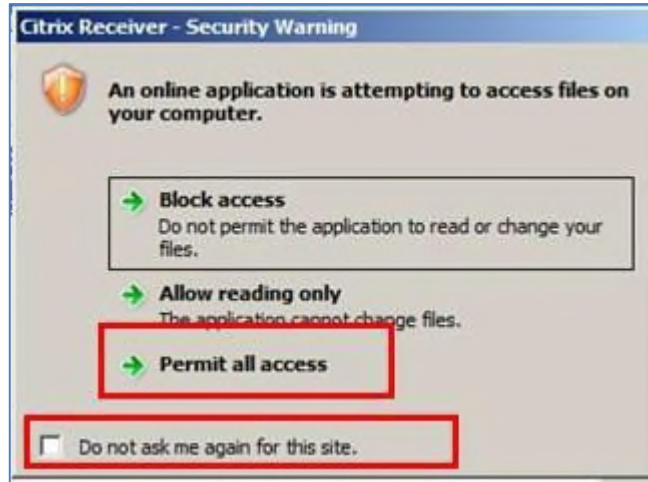 Citrix Receiver - Security Warning
An online application is attempting to access files on
your computer.
Block access
Do not permit the application to read or change your
files.
Allow reading only
The application cannot change files.
Permit all access
Do not ask me again for this site.